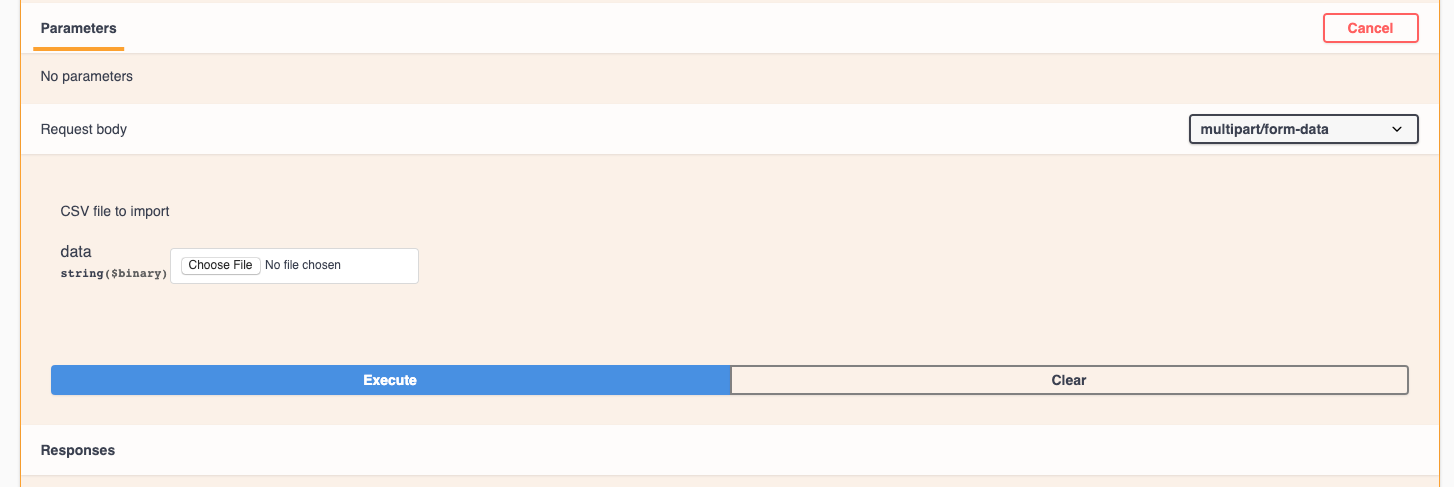 Parameters
Cancel
No parameters
Request body
multipart/form-data
CSV file to import
data
string($binary)
Choose File No file chosen
Execute
Clear
Responses